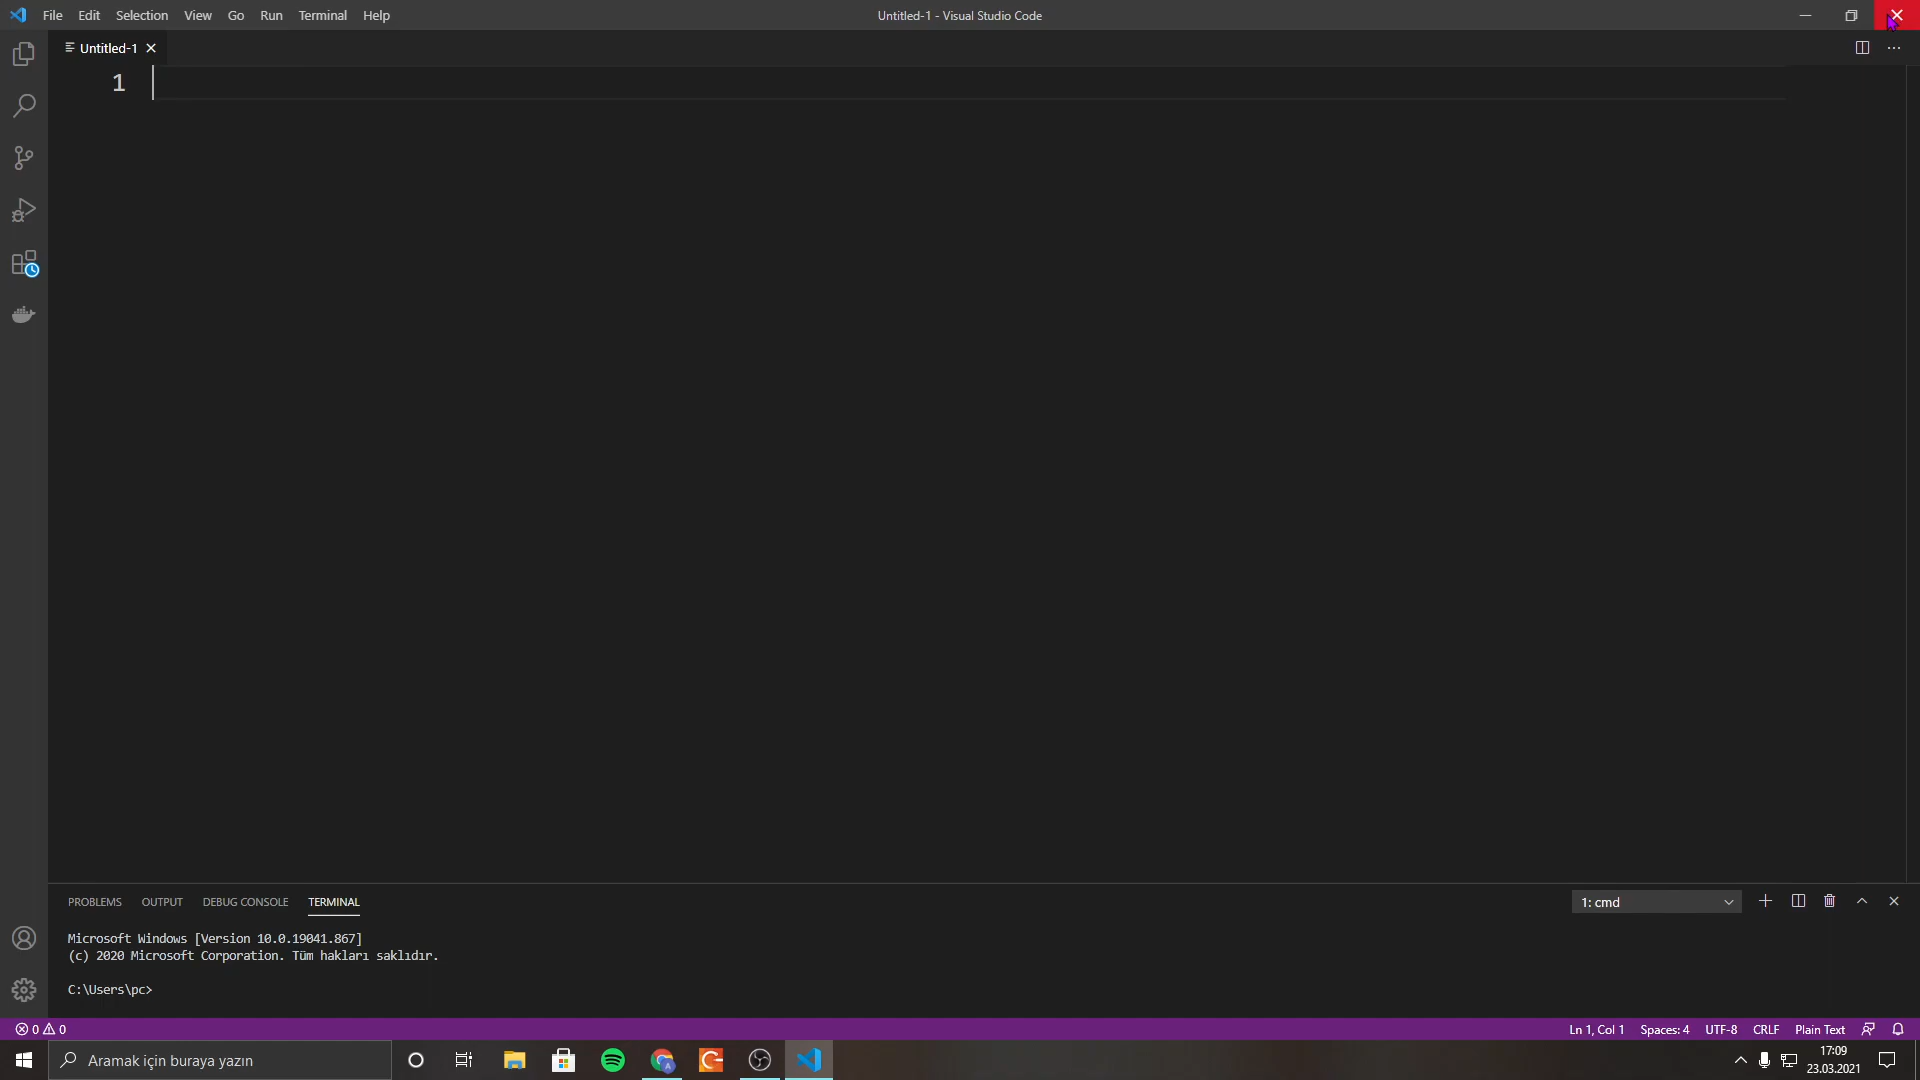 File Edit Selection View Go Run Terminal Help
Untitled-1 - Visual Studio Code
Untitled-1
1
PROBLEMS OUTPUT DEBUG CONSOLE TERMINAL
1: cmd
Microsoft Windows [Version 10.0.19041.867]
(c) 2020 Microsoft Corporation. Tüm hakları saklıdır.
C:\Users\pc>
0 0
Ln 1, Col 1 Spaces: 4 UTF-8 CRLF Plain Text
Aramak için buraya yazın
A
17:09
23.03.2021